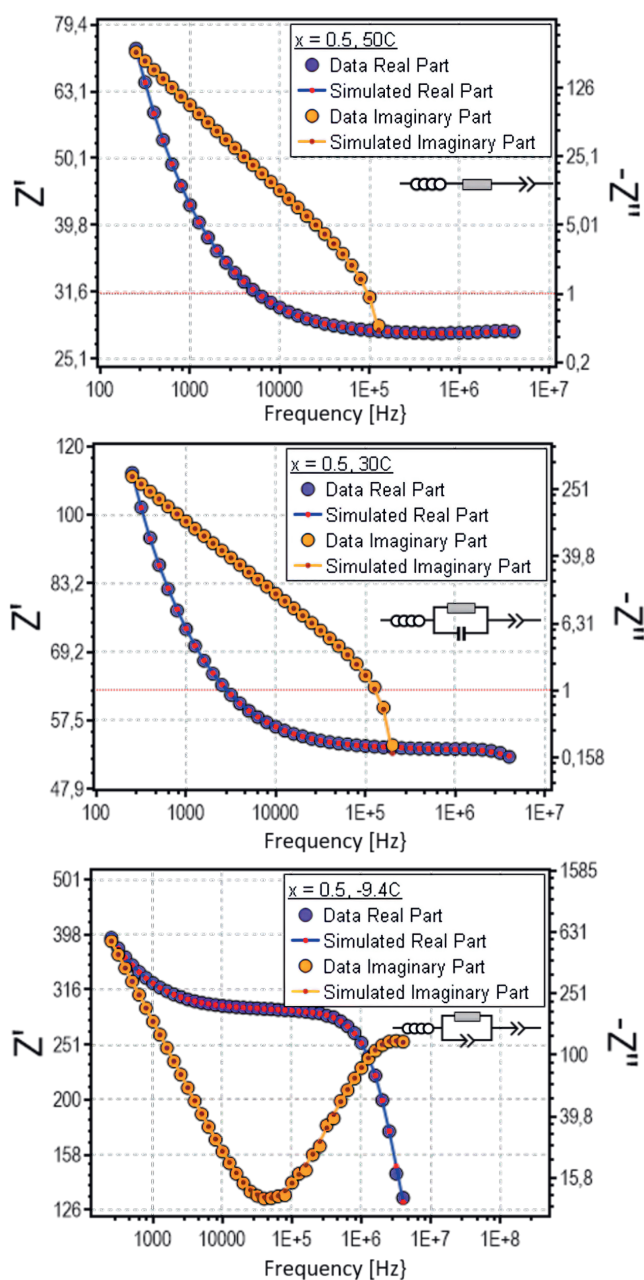 79,4
63,1
50,1
39,8
31,6
25,1
Z'
x = 0.5, 50C
Data Real Part
Simulated Real Part
Data Imaginary Part
Simulated Imaginary Part
126
25,1
5,01
1
0,2
-Z''
100 1000 10000 1E+5 1E+6 1E+7
Frequency [Hz]
120
100
83,2
69,2
57,5
47,9
Z'
x = 0.5, 30C
Data Real Part
Simulated Real Part
Data Imaginary Part
Simulated Imaginary Part
251
39,8
6,31
1
0,158
-Z''
100 1000 10000 1E+5 1E+6 1E+7
Frequency [Hz]
501
398
316
251
200
158
126
Z'
x = 0.5, -9.4C
Data Real Part
Simulated Real Part
Data Imaginary Part
Simulated Imaginary Part
1585
631
251
100
39,8
15,8
-Z''
1000 10000 1E+5 1E+6 1E+7 1E+8
Frequency [Hz]